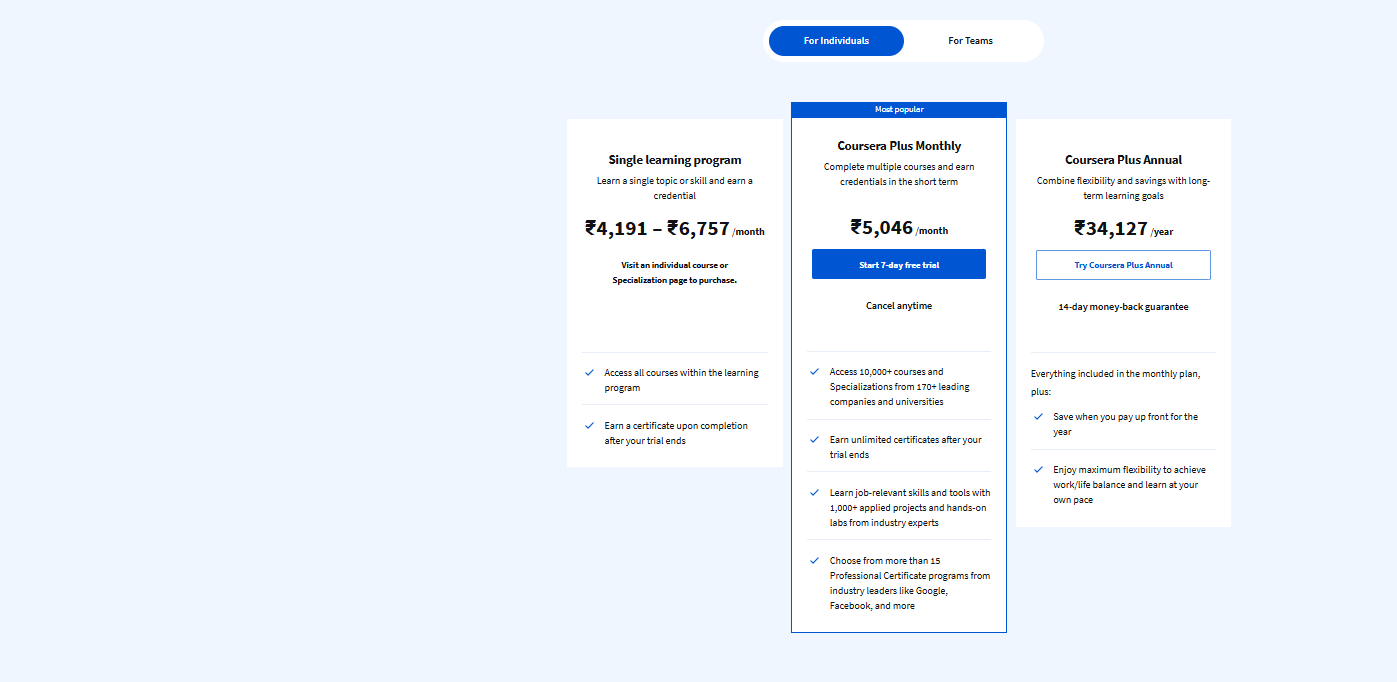 For Individuals
For Teams
Single learning program
Learn a single topic or skill and earn a
credential
₹4,191 – ₹6,757 /month
Visit an individual course or
Specialization page to purchase.
Access all courses within the learning
program
Earn a certificate upon completion
after your trial ends
Most popular
Coursera Plus Monthly
Complete multiple courses and earn
credentials in the short term
₹5,046 /month
Start 7-day free trial
Cancel anytime
Access 10,000+ courses and
Specializations from 170+ leading
companies and universities
Earn unlimited certificates after your
trial ends
Learn job-relevant skills and tools with
1,000+ applied projects and hands-on
labs from industry experts
Choose from more than 15
Professional Certificate programs from
industry leaders like Google,
Facebook, and more
Coursera Plus Annual
Combine flexibility and savings with long-
term learning goals
₹34,127 /year
Try Coursera Plus Annual
14-day money-back guarantee
Everything included in the monthly plan,
plus:
Save when you pay up front for the
year
Enjoy maximum flexibility to achieve
work/life balance and learn at your
own pace